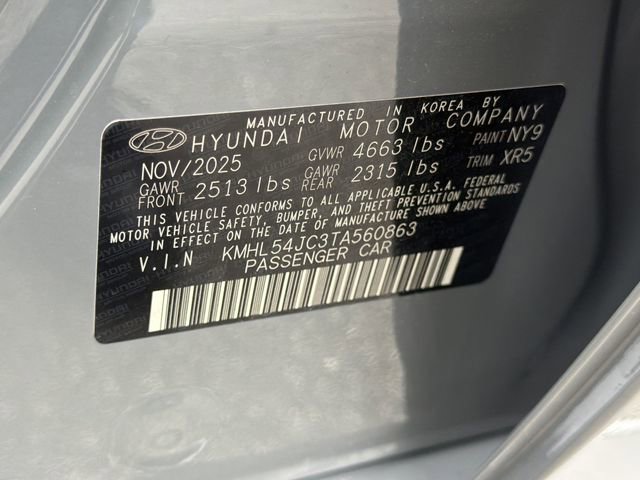 MANUFACTURED IN KOREA BY
HYUNDAI MOTOR COMPANY
NOV/2025 GVWR 4663 lbs PAINT NY9
GAWR FRONT 2513 lbs GAWR REAR 2315 lbs TRIM XR5
THIS VEHICLE CONFORMS TO ALL APPLICABLE U.S.A. FEDERAL
MOTOR VEHICLE SAFETY, BUMPER, AND THEFT PREVENTION STANDARDS
IN EFFECT ON THE DATE OF MANUFACTURE SHOWN ABOVE
V.I.N KMHL54JC3TA560863
PASSENGER CAR